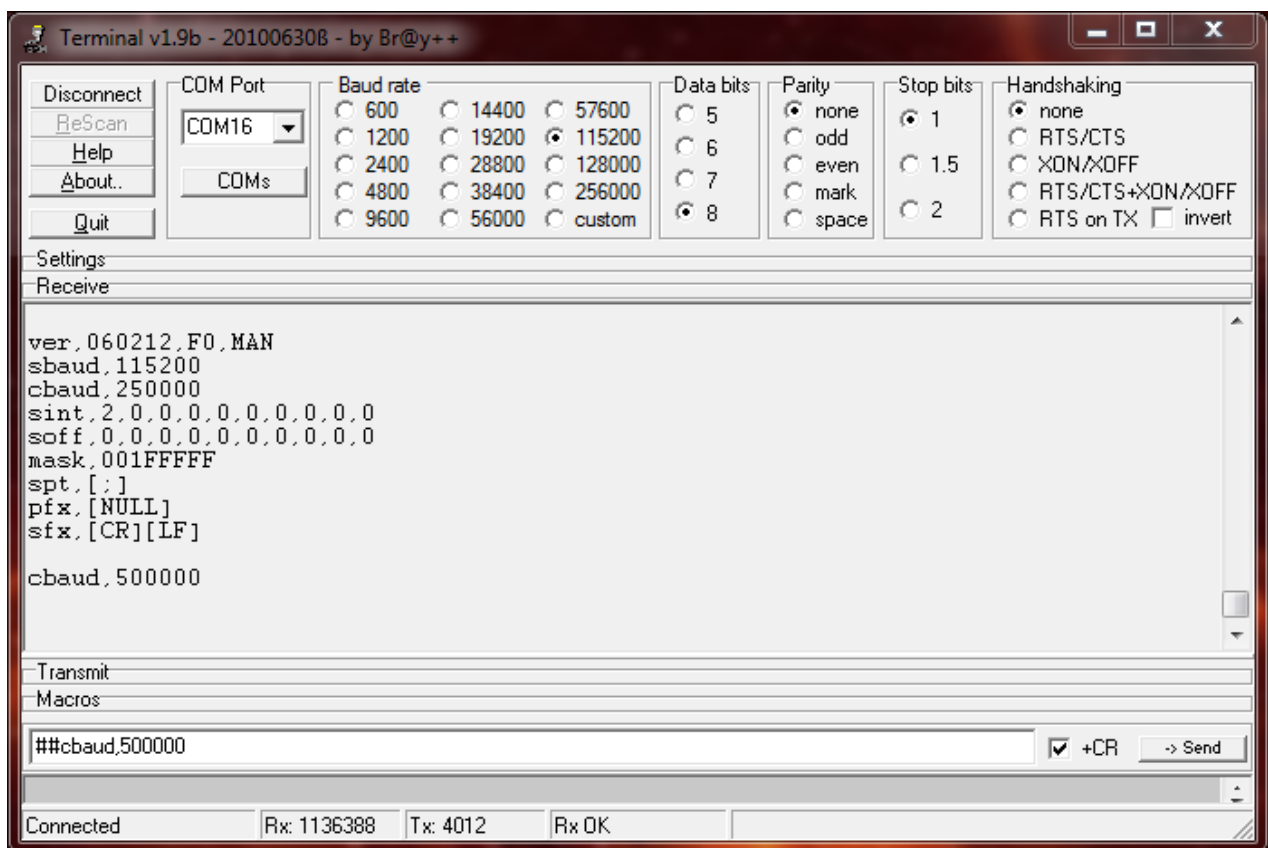 Terminal v1.9b - 20100630ß - by Br@y++
Disconnect
ReScan
Help
About..
Quit
COM Port
COM16
COMs
Baud rate
600 14400 57600
1200 19200 115200
2400 28800 128000
4800 38400 256000
9600 56000 custom
Data bits
5
6
7
8
Parity
none
odd
even
mark
space
Stop bits
1
1.5
2
Handshaking
none
RTS/CTS
XON/XOFF
RTS/CTS+XON/XOFF
RTS on TX invert
Settings
Receive
ver,060212,F0,MAN
sbaud,115200
cbaud,250000
sint,2,0,0,0,0,0,0,0,0,0
soff,0,0,0,0,0,0,0,0,0,0
mask,001FFFFF
spt,[;]
pfx,[NULL]
sfx,[CR][LF]
cbaud,500000
Transmit
Macros
##cbaud,500000 +CR -> Send
Connected Rx: 1136388 Tx: 4012 Rx OK